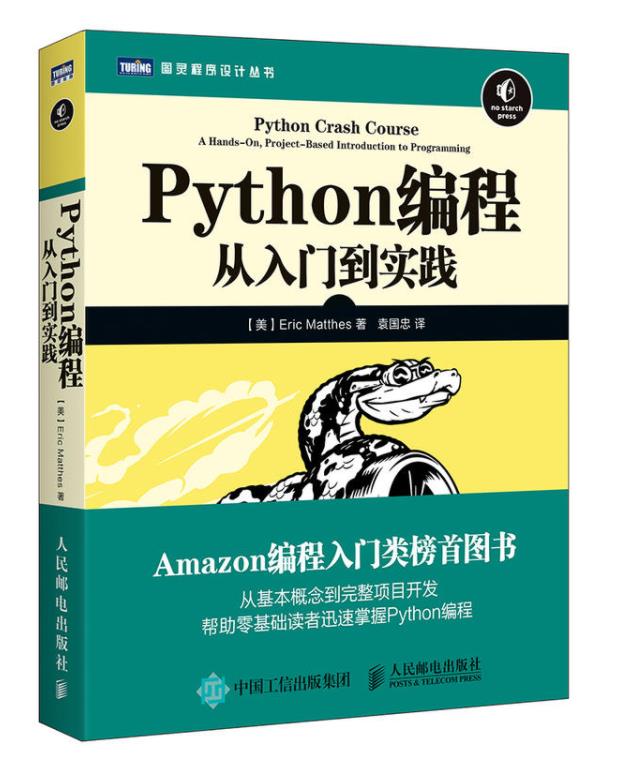 TURING 图灵程序设计丛书
no starch
press
Python Crash Course
A Hands-On, Project-Based Introduction to Programming
Python编程
从入门到实践
【美】Eric Matthes 著 袁国忠 译
Amazon编程入门类榜首图书
从基本概念到完整项目开发
帮助零基础读者迅速掌握Python编程
中国工信出版集团
人民邮电出版社
POSTS & TELECOM PRESS
TURING
Python编程
从入门到实践
【美】Eric Matthes 著
人民邮电出版社